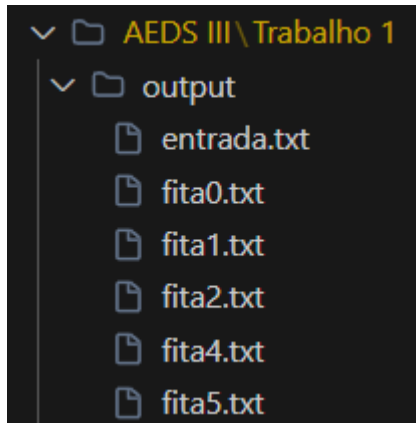 AEDS III\Trabalho 1
output
entrada.txt
fita0.txt
fita1.txt
fita2.txt
fita4.txt
fita5.txt